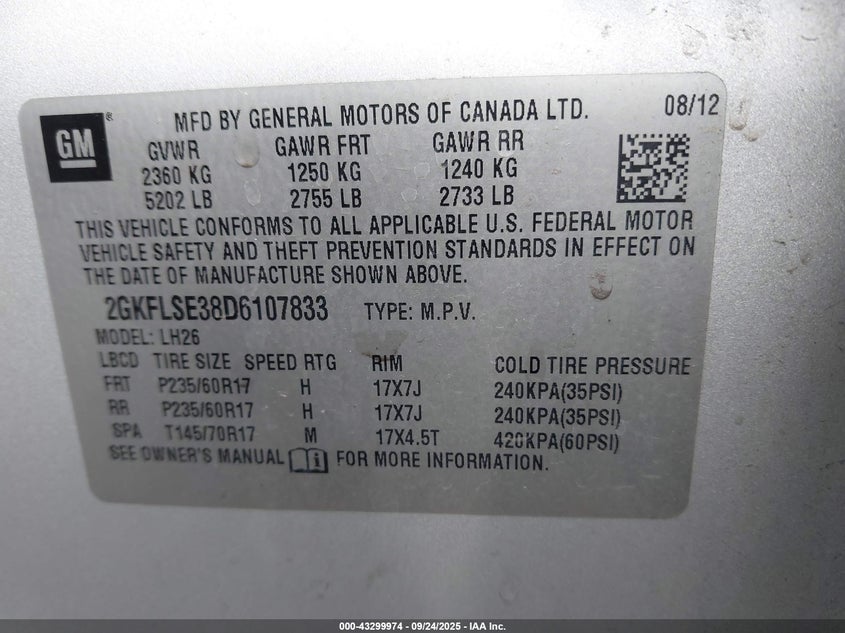 GM ® MFD BY GENERAL MOTORS OF CANADA LTD. 08/12
GVWR GAWR FRT GAWR RR
2360 KG 1250 KG 1240 KG
5202 LB 2755 LB 2733 LB
THIS VEHICLE CONFORMS TO ALL APPLICABLE U.S. FEDERAL MOTOR
VEHICLE SAFETY AND THEFT PREVENTION STANDARDS IN EFFECT ON
THE DATE OF MANUFACTURE SHOWN ABOVE.
2GKFLSE38D6107833 TYPE: M.P.V.
MODEL: LH26
LBCD TIRE SIZE SPEED RTG RIM COLD TIRE PRESSURE
FRT P235/60R17 H 17X7J 240KPA(35PSI)
RR P235/60R17 H 17X7J 240KPA(35PSI)
SPA T145/70R17 M 17X4.5T 420KPA(60PSI)
SEE OWNER'S MANUAL FOR MORE INFORMATION.
000-43299974 - 09/24/2025 - IAA Inc.